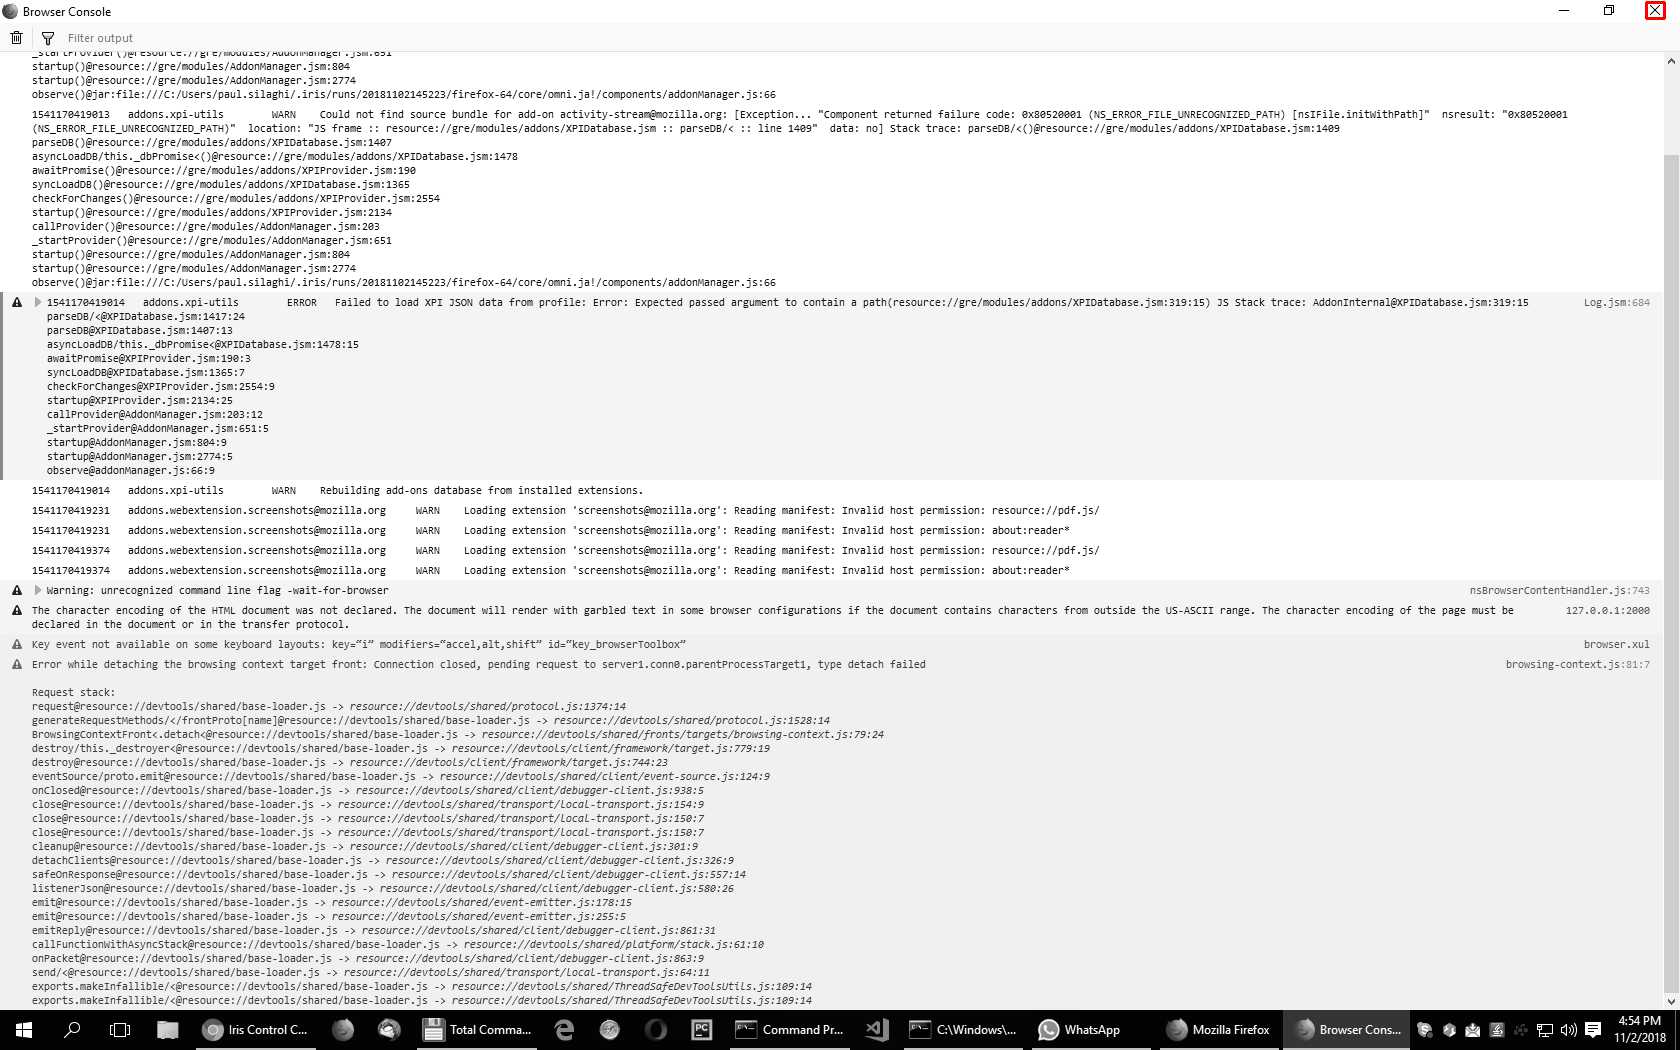 Browser Console
Filter output
_startProvider()@resource://gre/modules/AddonManager.jsm:651
startup()@resource://gre/modules/AddonManager.jsm:804
startup()@resource://gre/modules/AddonManager.jsm:2774
observe()@jar:file:///C:/Users/paul.silaghi/.iris/runs/20181102145223/firefox-64/core/omni.ja!/components/addonManager.js:66
1541170419013 addons.xpi-utils WARN Could not find source bundle for add-on activity-stream@mozilla.org: [Exception... "Component returned failure code: 0x80520001 (NS_ERROR_FILE_UNRECOGNIZED_PATH) [nsIFile.initWithPath]" nsresult: "0x80520001
(NS_ERROR_FILE_UNRECOGNIZED_PATH)" location: "JS frame :: resource://gre/modules/addons/XPIDatabase.jsm :: parseDB/< :: line 1409" data: no] Stack trace: parseDB/<()@resource://gre/modules/addons/XPIDatabase.jsm:1409
parseDB()@resource://gre/modules/addons/XPIDatabase.jsm:1407
asyncLoadDB/this._dbPromise<()@resource://gre/modules/addons/XPIDatabase.jsm:1478
awaitPromise()@resource://gre/modules/addons/XPIProvider.jsm:190
syncLoadDB()@resource://gre/modules/addons/XPIDatabase.jsm:1365
checkForChanges()@resource://gre/modules/addons/XPIProvider.jsm:2554
startup()@resource://gre/modules/addons/XPIProvider.jsm:2134
callProvider()@resource://gre/modules/AddonManager.jsm:203
_startProvider()@resource://gre/modules/AddonManager.jsm:651
startup()@resource://gre/modules/AddonManager.jsm:804
startup()@resource://gre/modules/AddonManager.jsm:2774
observe()@jar:file:///C:/Users/paul.silaghi/.iris/runs/20181102145223/firefox-64/core/omni.ja!/components/addonManager.js:66
1541170419014 addons.xpi-utils ERROR Failed to load XPI JSON data from profile: Error: Expected passed argument to contain a path(resource://gre/modules/addons/XPIDatabase.jsm:319:15) JS Stack trace: AddonInternal@XPIDatabase.jsm:319:15 Log.jsm:684
parseDB/<@XPIDatabase.jsm:1417:24
parseDB@XPIDatabase.jsm:1407:13
asyncLoadDB/this._dbPromise<@XPIDatabase.jsm:1478:15
awaitPromise@XPIProvider.jsm:190:3
syncLoadDB@XPIDatabase.jsm:1365:7
checkForChanges@XPIProvider.jsm:2554:9
startup@XPIProvider.jsm:2134:25
callProvider@AddonManager.jsm:203:12
_startProvider@AddonManager.jsm:651:5
startup@AddonManager.jsm:804:9
startup@AddonManager.jsm:2774:5
observe@addonManager.js:66:9
1541170419014 addons.xpi-utils WARN Rebuilding add-ons database from installed extensions.
1541170419231 addons.webextension.screenshots@mozilla.org WARN Loading extension 'screenshots@mozilla.org': Reading manifest: Invalid host permission: resource://pdf.js/
1541170419231 addons.webextension.screenshots@mozilla.org WARN Loading extension 'screenshots@mozilla.org': Reading manifest: Invalid host permission: about:reader*
1541170419374 addons.webextension.screenshots@mozilla.org WARN Loading extension 'screenshots@mozilla.org': Reading manifest: Invalid host permission: resource://pdf.js/
1541170419374 addons.webextension.screenshots@mozilla.org WARN Loading extension 'screenshots@mozilla.org': Reading manifest: Invalid host permission: about:reader*
Warning: unrecognized command line flag -wait-for-browser nsBrowserContentHandler.js:743
The character encoding of the HTML document was not declared. The document will render with garbled text in some browser configurations if the document contains characters from outside the US-ASCII range. The character encoding of the page must be 127.0.0.1:2000
declared in the document or in the transfer protocol.
Key event not available on some keyboard layouts: key=“i” modifiers=“accel,alt,shift” id=“key_browserToolbox” browser.xul
Error while detaching the browsing context target front: Connection closed, pending request to server1.conn0.parentProcessTarget1, type detach failed browsing-context.js:81:7
Request stack:
request@resource://devtools/shared/base-loader.js -> resource://devtools/shared/protocol.js:1374:14
generateRequestMethods/</frontProto[name]@resource://devtools/shared/base-loader.js -> resource://devtools/shared/protocol.js:1528:14
BrowsingContextFront<.detach<@resource://devtools/shared/base-loader.js -> resource://devtools/shared/fronts/targets/browsing-context.js:79:24
destroy/this._destroyer<@resource://devtools/shared/base-loader.js -> resource://devtools/client/framework/target.js:779:19
destroy@resource://devtools/shared/base-loader.js -> resource://devtools/client/framework/target.js:744:23
eventSource/proto.emit@resource://devtools/shared/base-loader.js -> resource://devtools/shared/client/event-source.js:124:9
onClosed@resource://devtools/shared/base-loader.js -> resource://devtools/shared/client/debugger-client.js:938:5
close@resource://devtools/shared/base-loader.js -> resource://devtools/shared/transport/local-transport.js:154:9
close@resource://devtools/shared/base-loader.js -> resource://devtools/shared/transport/local-transport.js:150:7
close@resource://devtools/shared/base-loader.js -> resource://devtools/shared/transport/local-transport.js:150:7
cleanup@resource://devtools/shared/base-loader.js -> resource://devtools/shared/client/debugger-client.js:301:9
detachClients@resource://devtools/shared/base-loader.js -> resource://devtools/shared/client/debugger-client.js:326:9
safeOnResponse@resource://devtools/shared/base-loader.js -> resource://devtools/shared/client/debugger-client.js:557:14
listenerJson@resource://devtools/shared/base-loader.js -> resource://devtools/shared/client/debugger-client.js:580:26
emit@resource://devtools/shared/base-loader.js -> resource://devtools/shared/event-emitter.js:178:15
emit@resource://devtools/shared/base-loader.js -> resource://devtools/shared/event-emitter.js:255:5
emitReply@resource://devtools/shared/base-loader.js -> resource://devtools/shared/client/debugger-client.js:861:31
callFunctionWithAsyncStack@resource://devtools/shared/base-loader.js -> resource://devtools/shared/platform/stack.js:61:10
onPacket@resource://devtools/shared/base-loader.js -> resource://devtools/shared/client/debugger-client.js:863:9
send/<@resource://devtools/shared/base-loader.js -> resource://devtools/shared/transport/local-transport.js:64:11
exports.makeInfallible/<@resource://devtools/shared/base-loader.js -> resource://devtools/shared/ThreadSafeDevToolsUtils.js:109:14
exports.makeInfallible/<@resource://devtools/shared/base-loader.js -> resource://devtools/shared/ThreadSafeDevToolsUtils.js:109:14
Iris Control C... Total Comma... PC Command Pr... C:\Windows\... WhatsApp Mozilla Firefox Browser Cons... 4:54 PM
11/2/2018